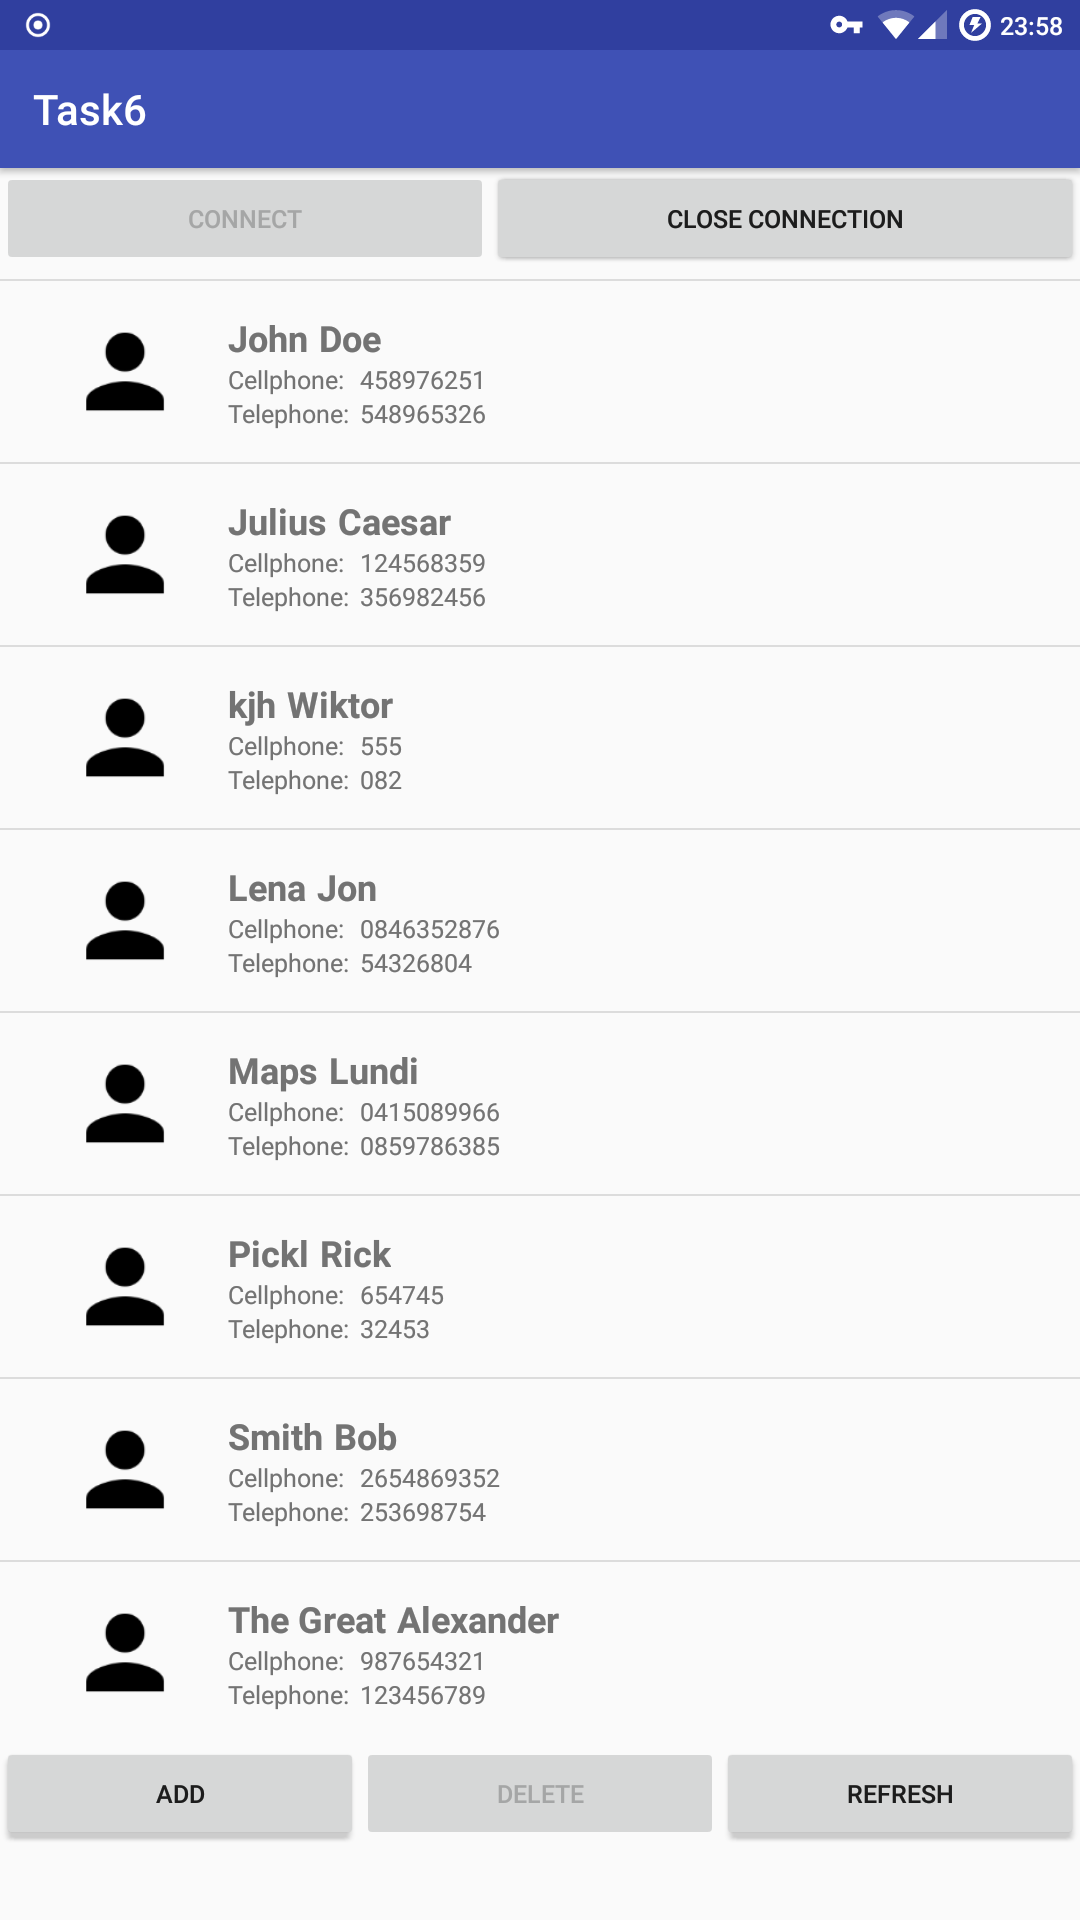 23:58
Task6
CONNECT
CLOSE CONNECTION
John Doe
Cellphone: 458976251
Telephone: 548965326
Julius Caesar
Cellphone: 124568359
Telephone: 356982456
kjh Wiktor
Cellphone: 555
Telephone: 082
Lena Jon
Cellphone: 0846352876
Telephone: 54326804
Maps Lundi
Cellphone: 0415089966
Telephone: 0859786385
Pickl Rick
Cellphone: 654745
Telephone: 32453
Smith Bob
Cellphone: 2654869352
Telephone: 253698754
The Great Alexander
Cellphone: 987654321
Telephone: 123456789
ADD
DELETE
REFRESH